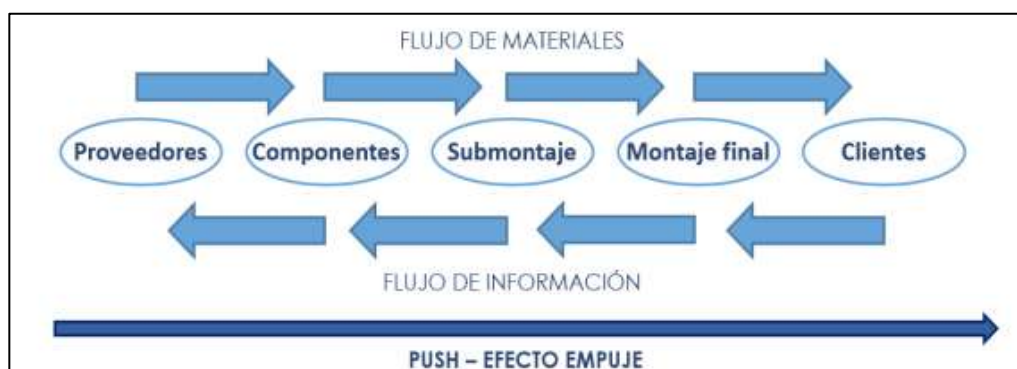 FLUJO DE MATERIALES
Proveedores Componentes Submontaje Montaje final Clientes
FLUJO DE INFORMACIÓN
PUSH – EFECTO EMPUJE